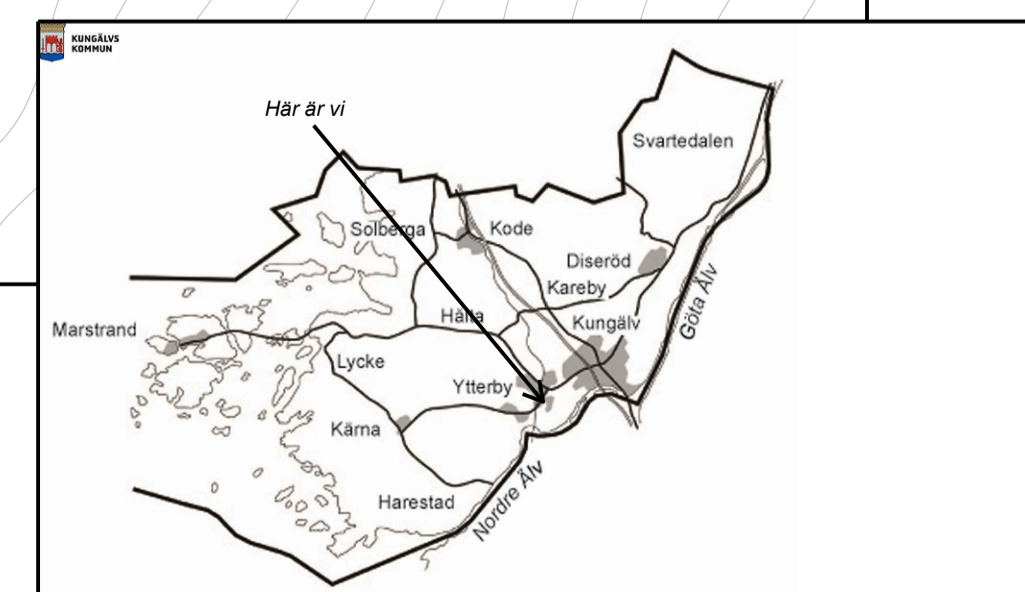 KUNGÄLVS
KOMMUN
Här är vi
Svartedalen
Solberga
Kode
Diseröd
Kareby
Göta Älv
Hålta
Kungälv
Marstrand
Lycke
Ytterby
Kärna
Harestad
Nordre Älv